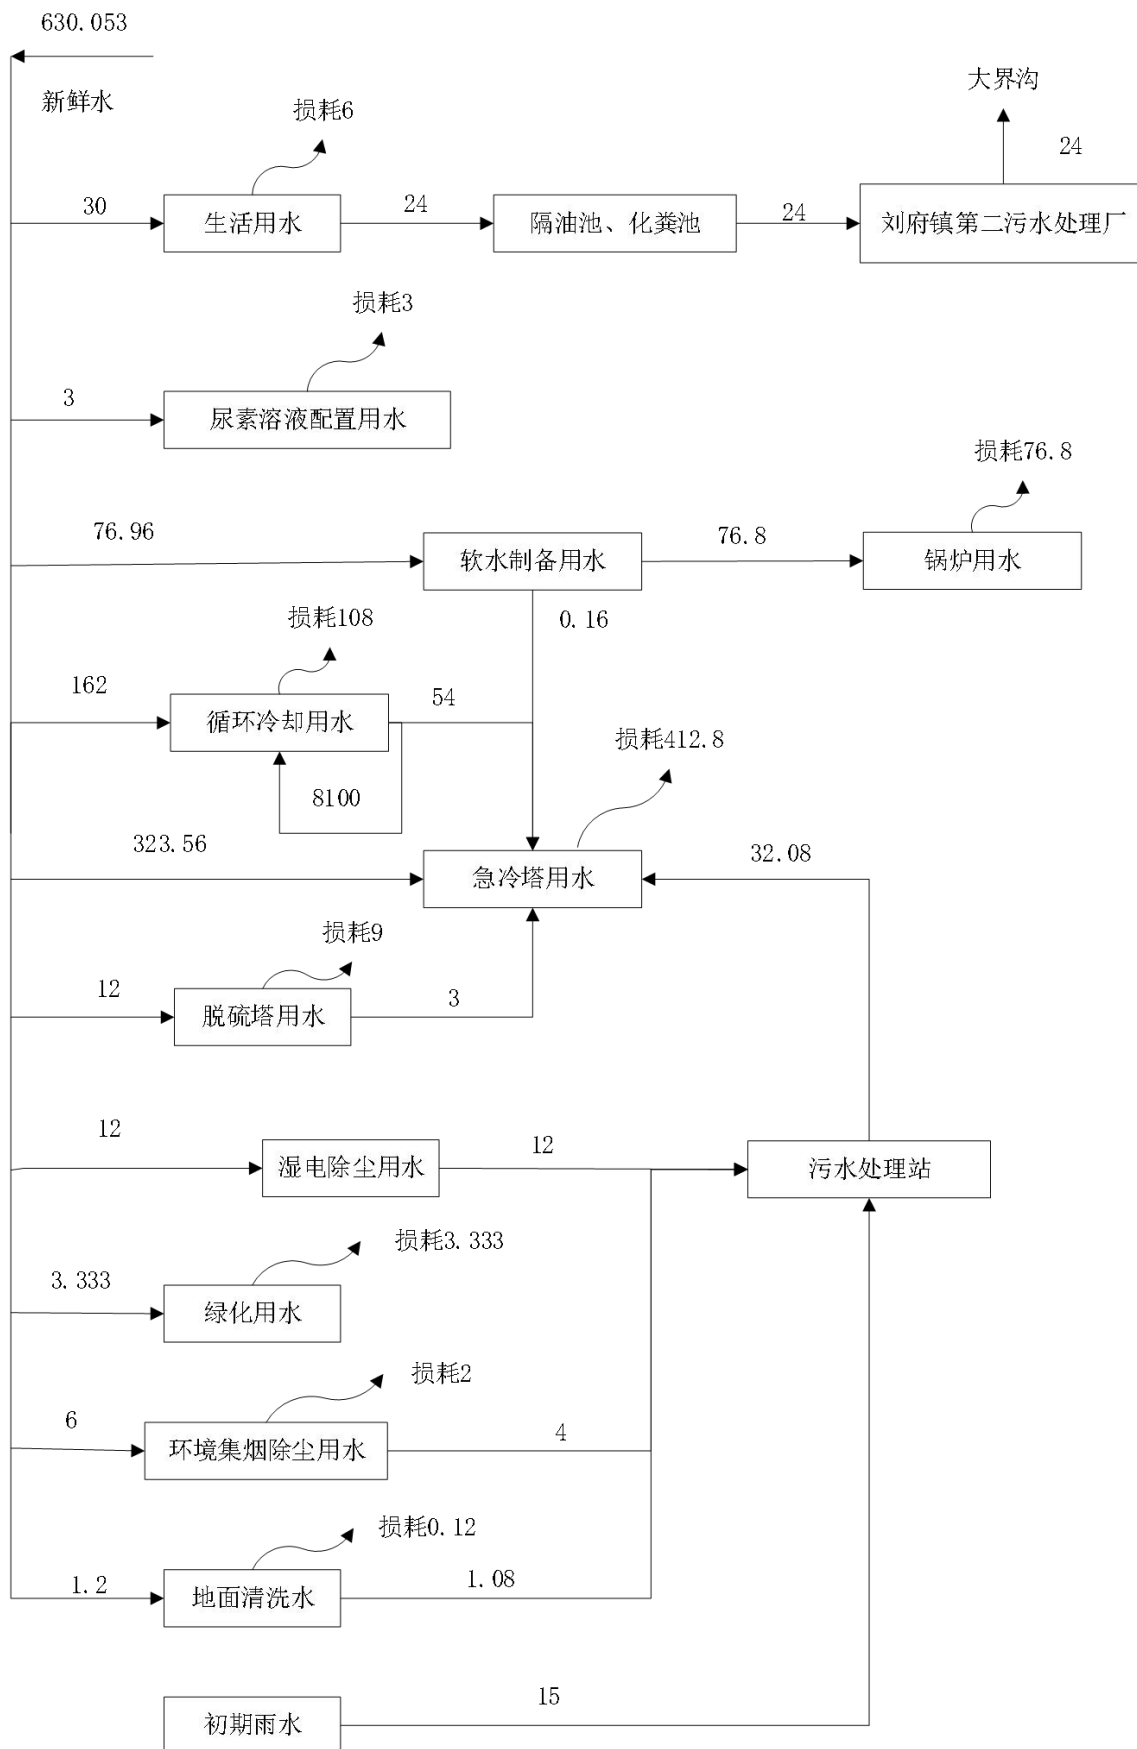 630.053
新鲜水
大界沟
损耗6
24
30
生活用水
24
隔油池、化粪池
24
刘府镇第二污水处理厂
损耗3
3
尿素溶液配置用水
损耗76.8
76.96
软水制备用水
76.8
锅炉用水
0.16
损耗108
162
循环冷却用水
54
8100
损耗412.8
323.56
急冷塔用水
32.08
损耗9
12
脱硫塔用水
3
12
湿电除尘用水
12
污水处理站
损耗3.333
3.333
绿化用水
损耗2
6
环境集烟除尘用水
4
损耗0.12
1.2
地面清洗水
1.08
初期雨水
15